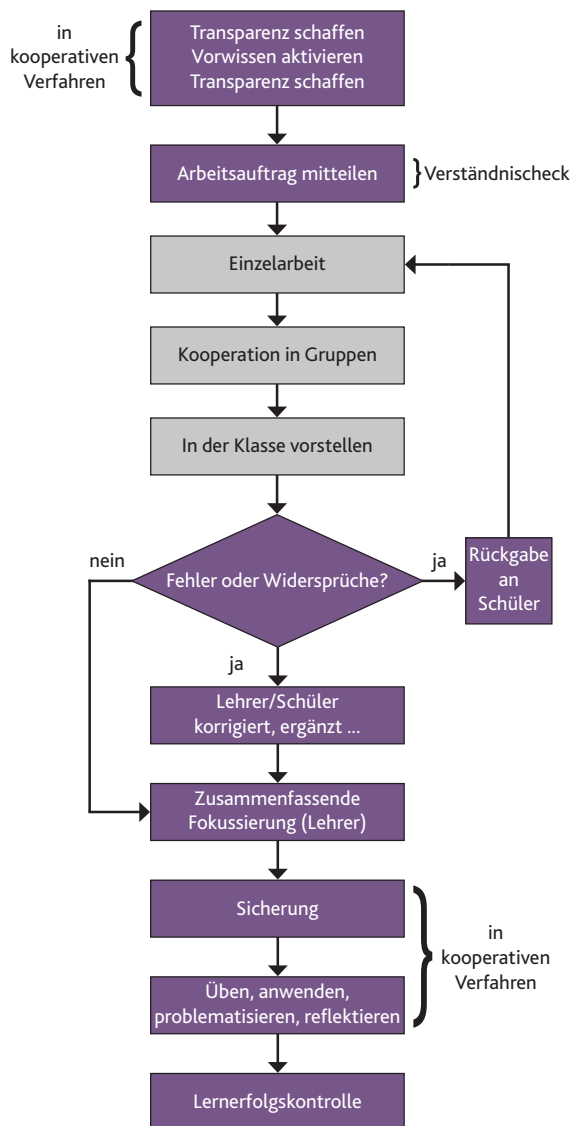 in
kooperativen
Verfahren
Transparenz schaffen
Vorwissen aktivieren
Transparenz schaffen
Arbeitsauftrag mitteilen
Verständnischeck
Einzelarbeit
Kooperation in Gruppen
In der Klasse vorstellen
nein
Fehler oder Widersprüche?
ja
Rückgabe
an
Schüler
ja
Lehrer/Schüler
korrigiert, ergänzt ...
Zusammenfassende
Fokussierung (Lehrer)
Sicherung
in
kooperativen
Verfahren
Üben, anwenden,
problematisieren, reflektieren
Lernerfolgskontrolle